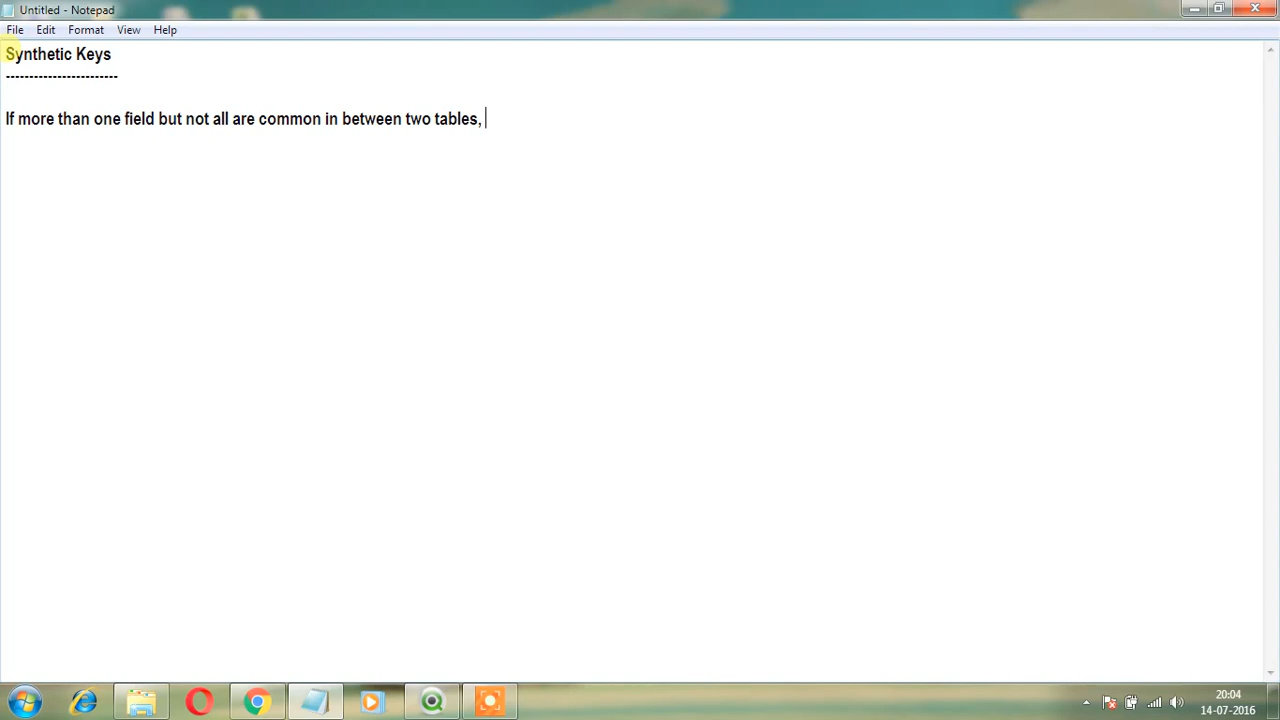 Untitled - Notepad
File Edit Format View Help
Synthetic Keys
------------------------
If more than one field but not all are common in between two tables,
20:04
14-07-2016